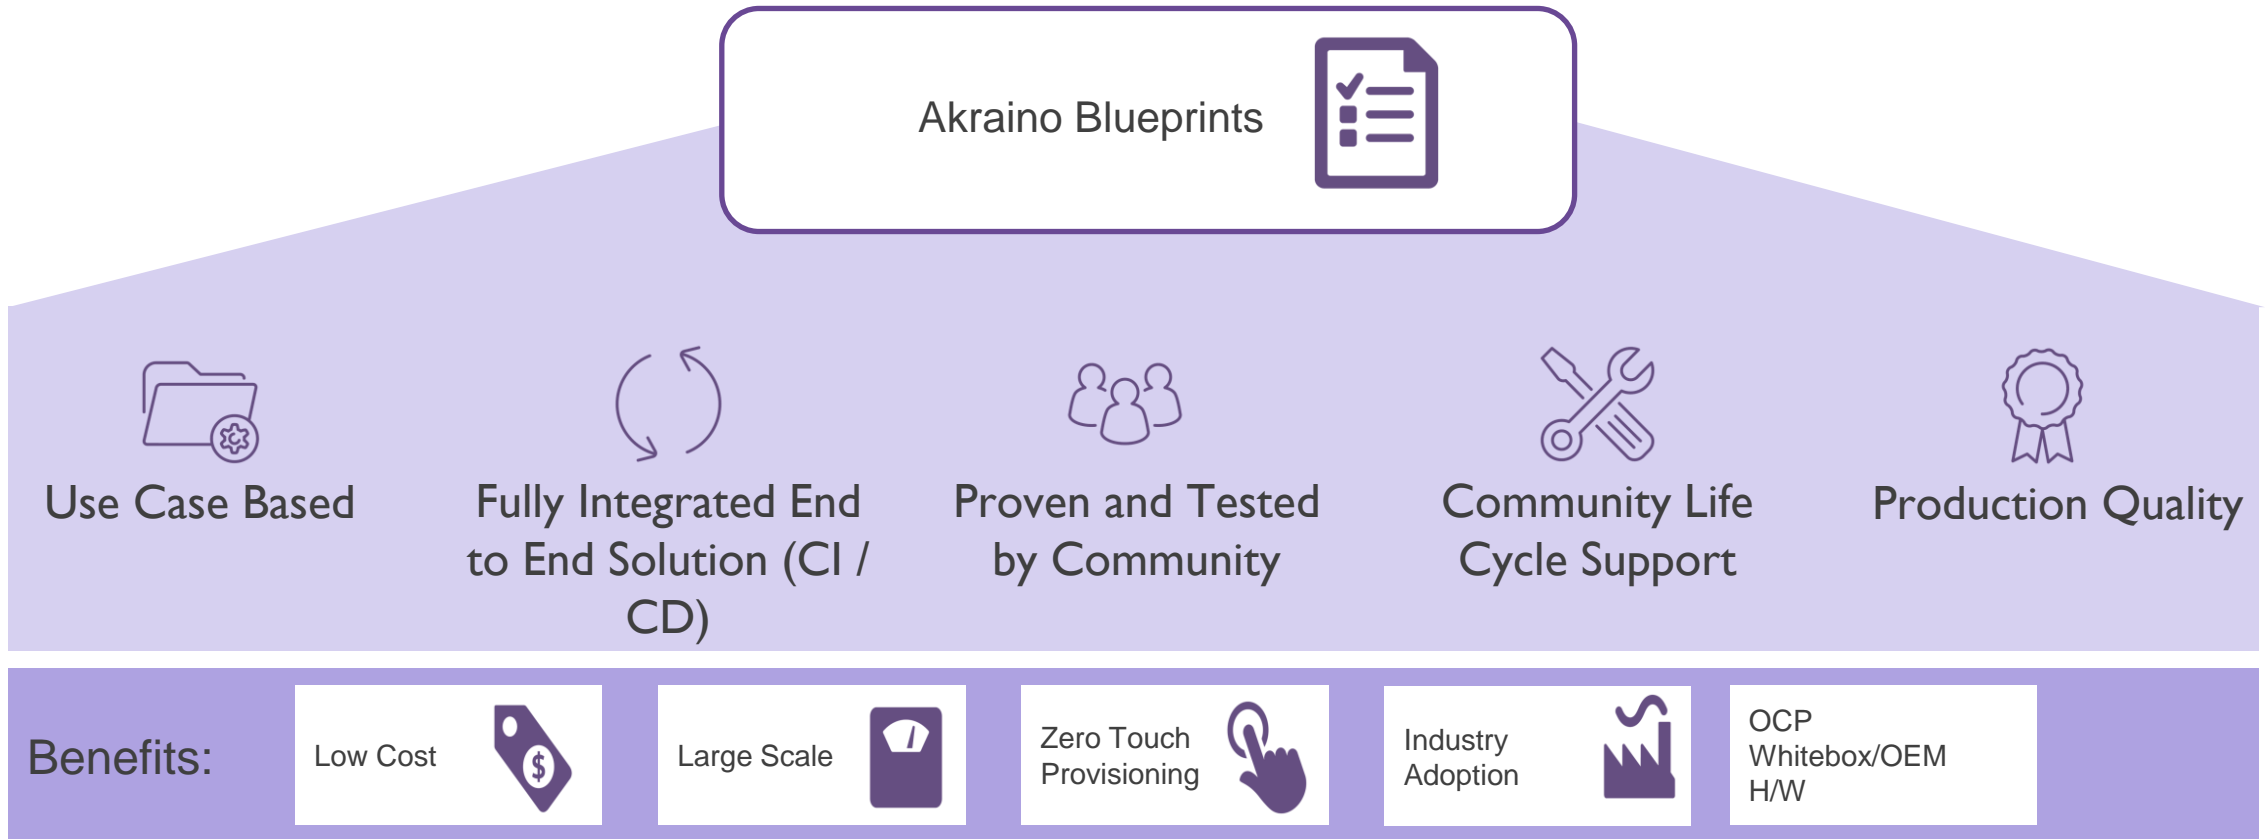 Akraino Blueprints
Use Case Based
Fully Integrated End
to End Solution (CI /
CD)
Proven and Tested
by Community
Community Life
Cycle Support
Production Quality
Benefits:
Low Cost
$
Large Scale
Zero Touch
Provisioning
Industry
Adoption
OCP
Whitebox/OEM
H/W